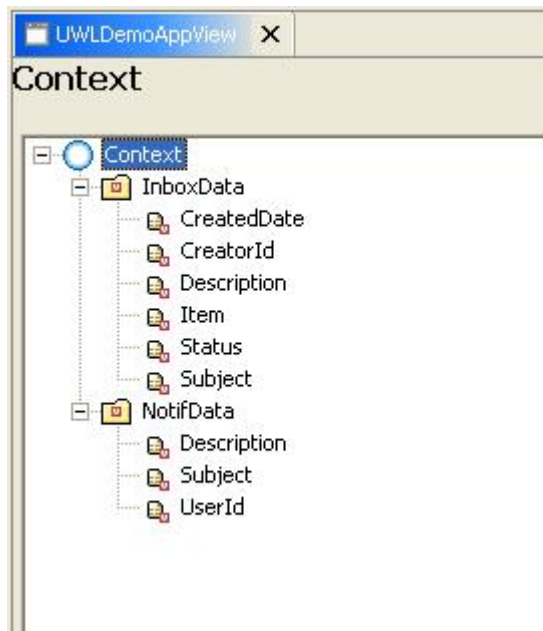 UWLDemoAppView
Context
Context
InboxData
CreatedDate
CreatorId
Description
Item
Status
Subject
NotifData
Description
Subject
UserId